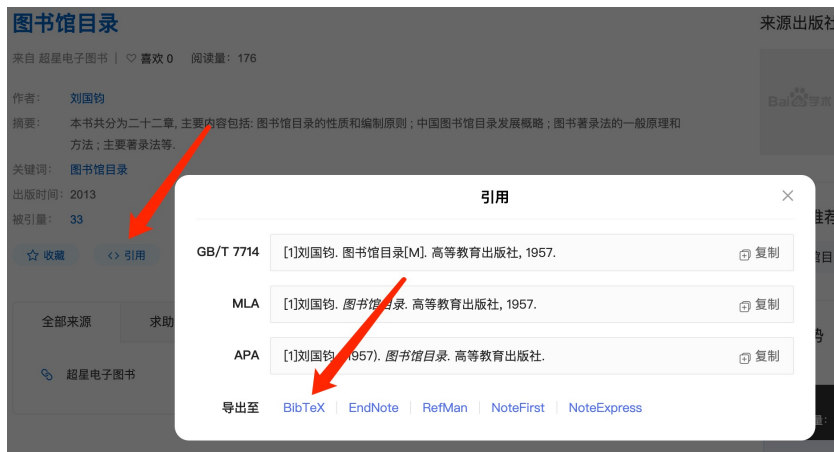 图书馆目录
来源出版社
来自 超星电子图书 | ♡ 喜欢 0 阅读量：176
作者： 刘国钧
摘要： 本书共分为二十二章, 主要内容包括: 图书馆目录的性质和编制原则 ; 中国图书馆目录发展概略 ; 图书著录法的一般原理和
方法 ; 主要著录法等.
Bai 学术
关键词： 图书馆目录
出版时间： 2013
被引量： 33
收藏 <> 引用
全部来源 求助
超星电子图书
引用
GB/T 7714 [1]刘国钧. 图书馆目录[M]. 高等教育出版社, 1957. 复制
MLA [1]刘国钧. 图书馆目录. 高等教育出版社, 1957. 复制
APA [1]刘国钧. 1957). 图书馆目录. 高等教育出版社. 复制
导出至 BibTeX | EndNote | RefMan | NoteFirst | NoteExpress